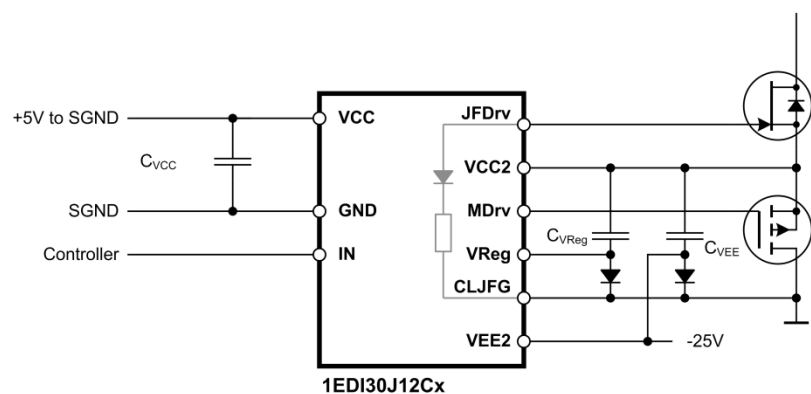 +5V to SGND
SGND
Controller
CVCC
VCC
GND
IN
JFDrv
VCC2
MDrv
VReg
CLJFG
VEE2
CVReg
CVEE
-25V
1EDI30J12Cx